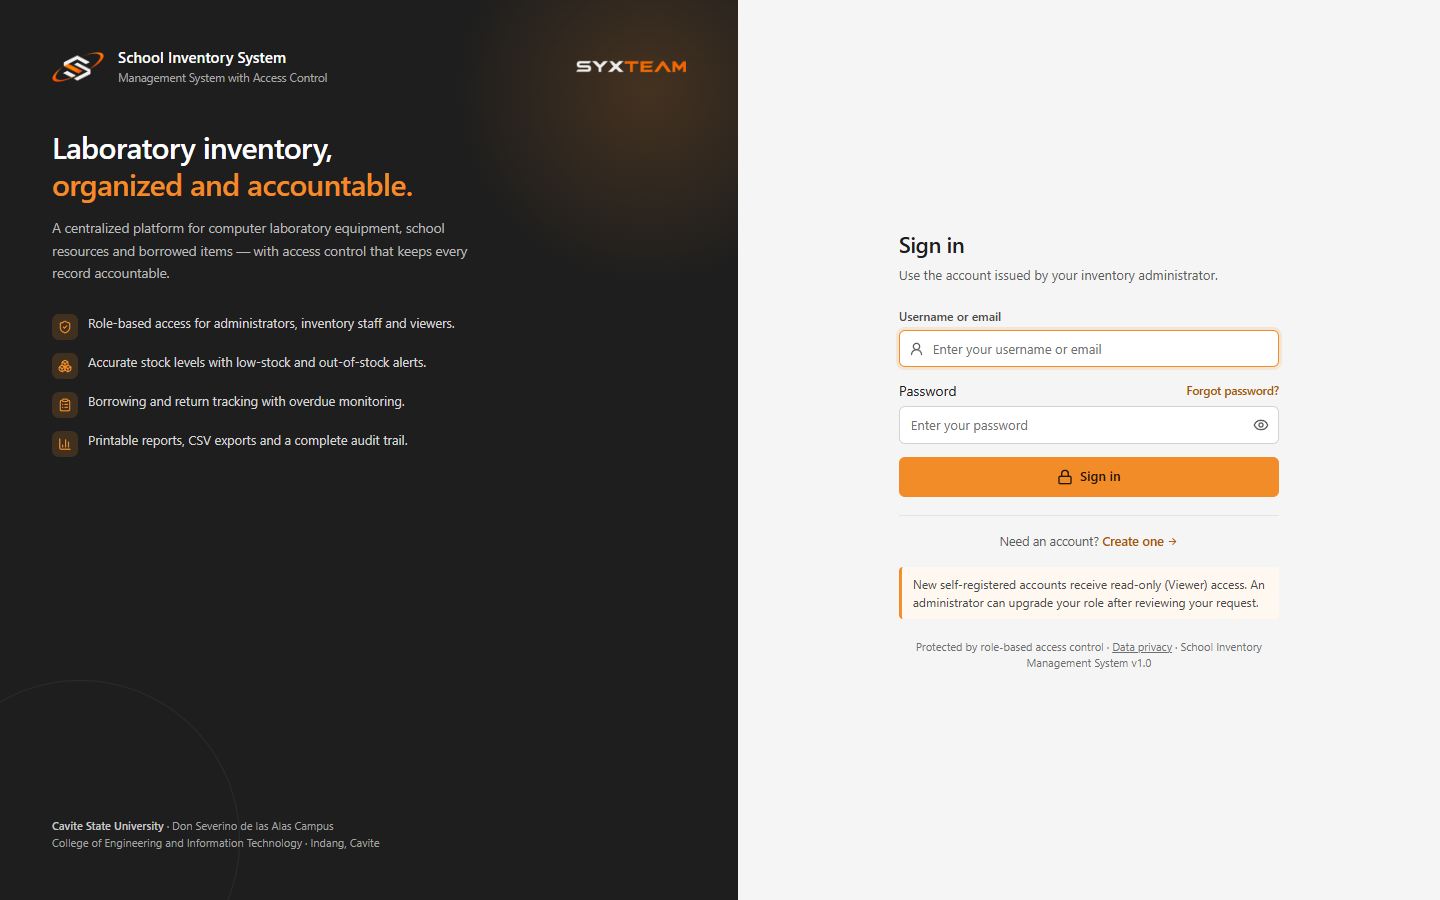 School Inventory System
Management System with Access Control
SYXTEAM
Laboratory inventory,
organized and accountable.
A centralized platform for computer laboratory equipment, school
resources and borrowed items — with access control that keeps every
record accountable.
Role-based access for administrators, inventory staff and viewers.
Accurate stock levels with low-stock and out-of-stock alerts.
Borrowing and return tracking with overdue monitoring.
Printable reports, CSV exports and a complete audit trail.
Cavite State University · Don Severino de las Alas Campus
College of Engineering and Information Technology · Indang, Cavite
Sign in
Use the account issued by your inventory administrator.
Username or email
Enter your username or email
Password Forgot password?
Enter your password
Sign in
Need an account? Create one →
New self-registered accounts receive read-only (Viewer) access. An
administrator can upgrade your role after reviewing your request.
Protected by role-based access control · Data privacy · School Inventory
Management System v1.0